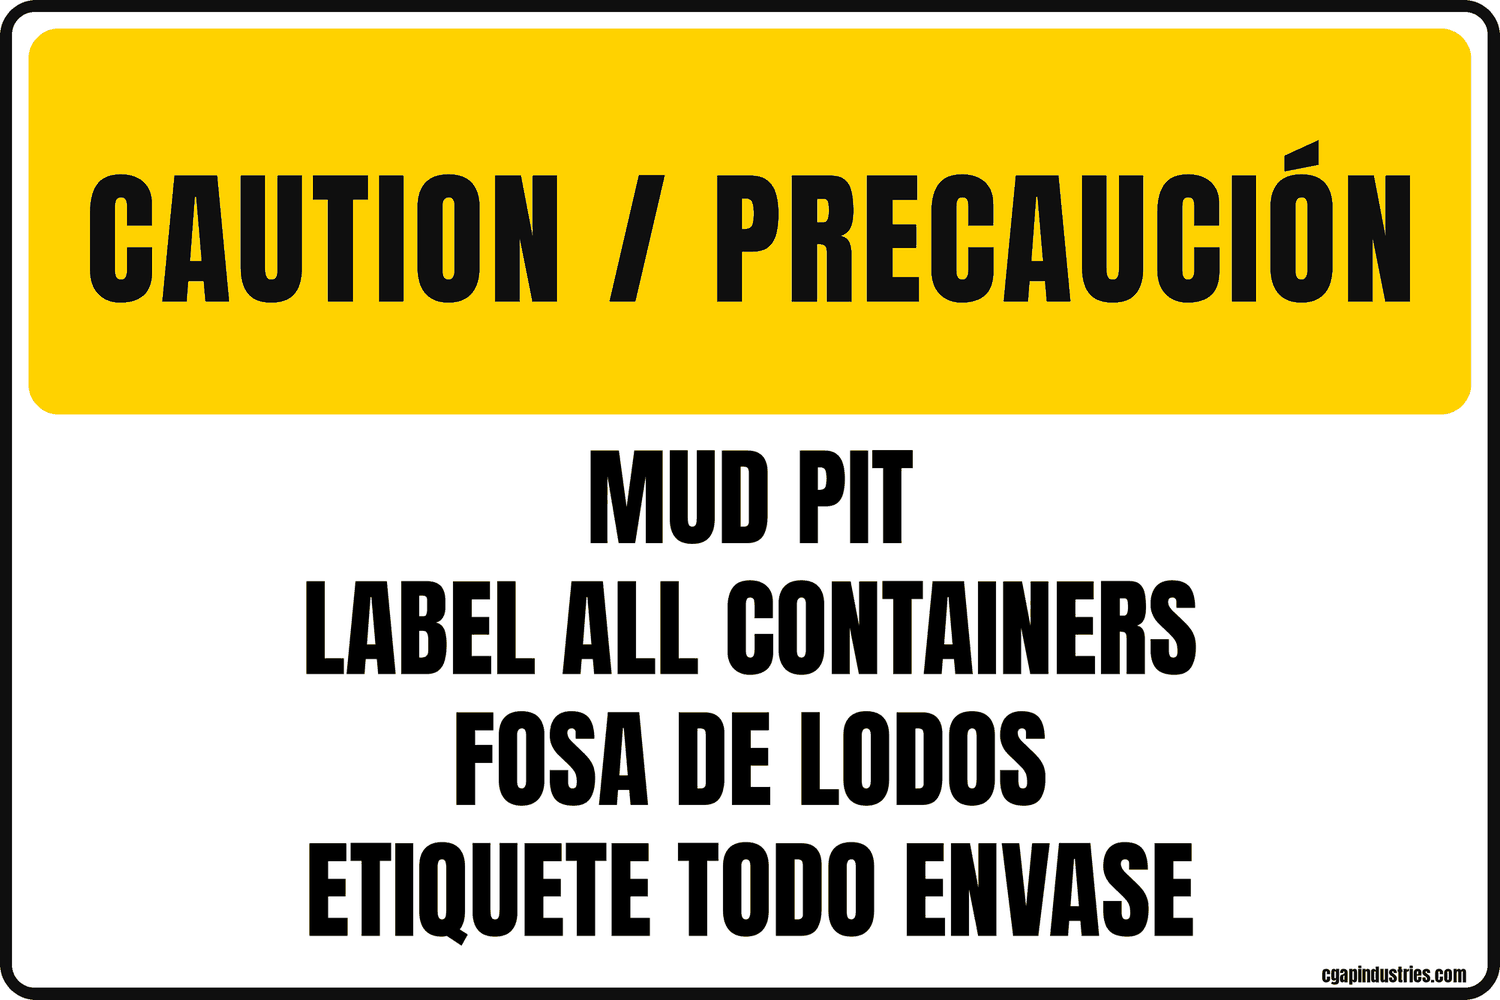 CAUTION / PRECAUCIÓN
MUD PIT
LABEL ALL CONTAINERS
FOSA DE LODOS
ETIQUETE TODO ENVASE
cgapindustries.com